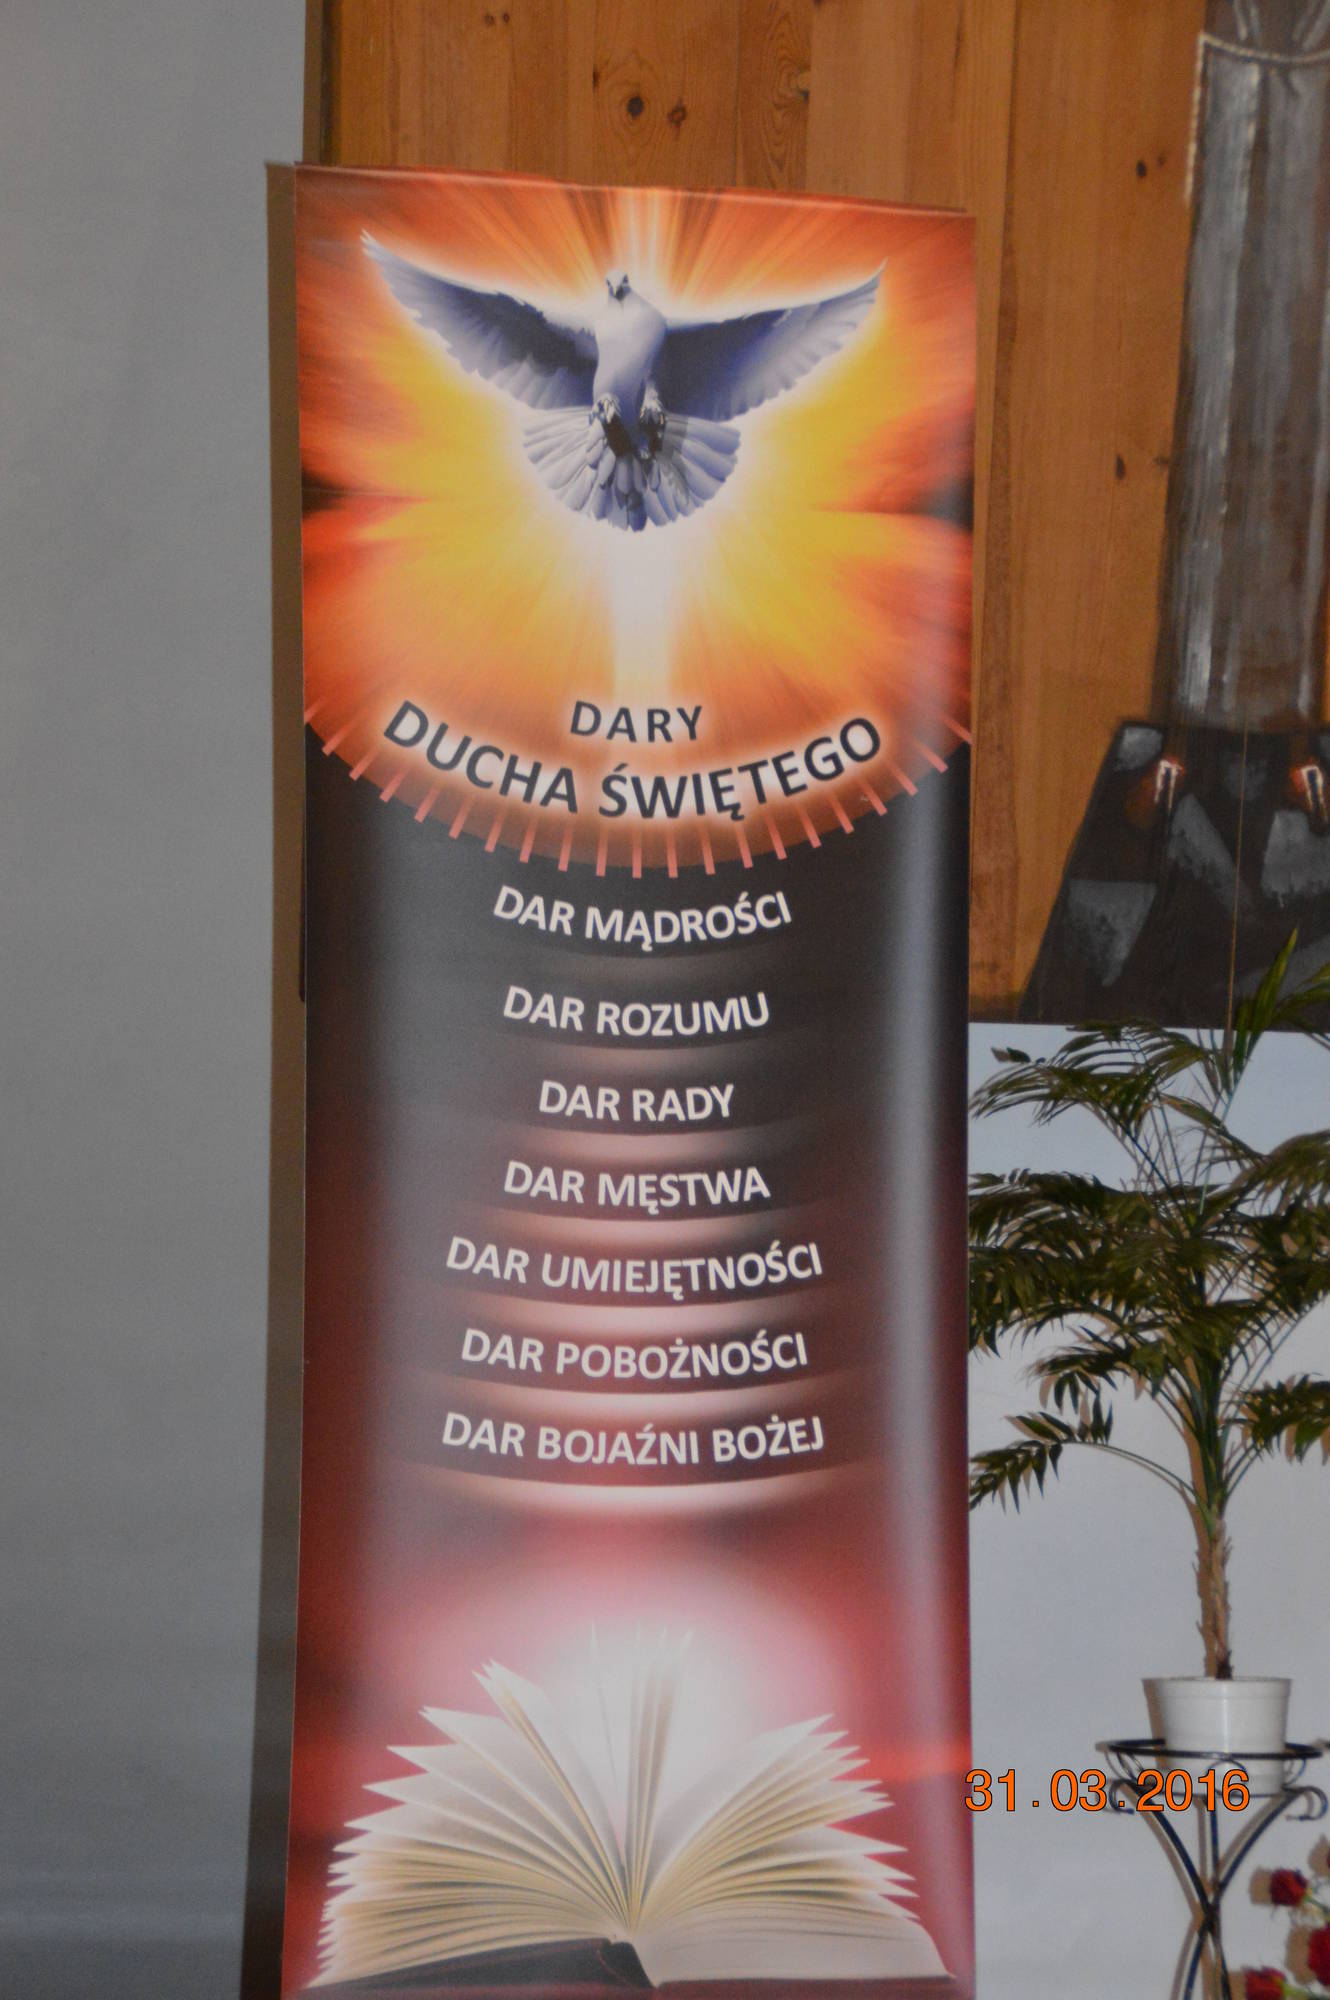 DARY
DUCHA ŚWIĘTEGO
DAR MĄDROŚCI
DAR ROZUMU
DAR RADY
DAR MĘSTWA
DAR UMIEJĘTNOŚCI
DAR POBOŻNOŚCI
DAR BOJAŹNI BOŻEJ
31.03.2016